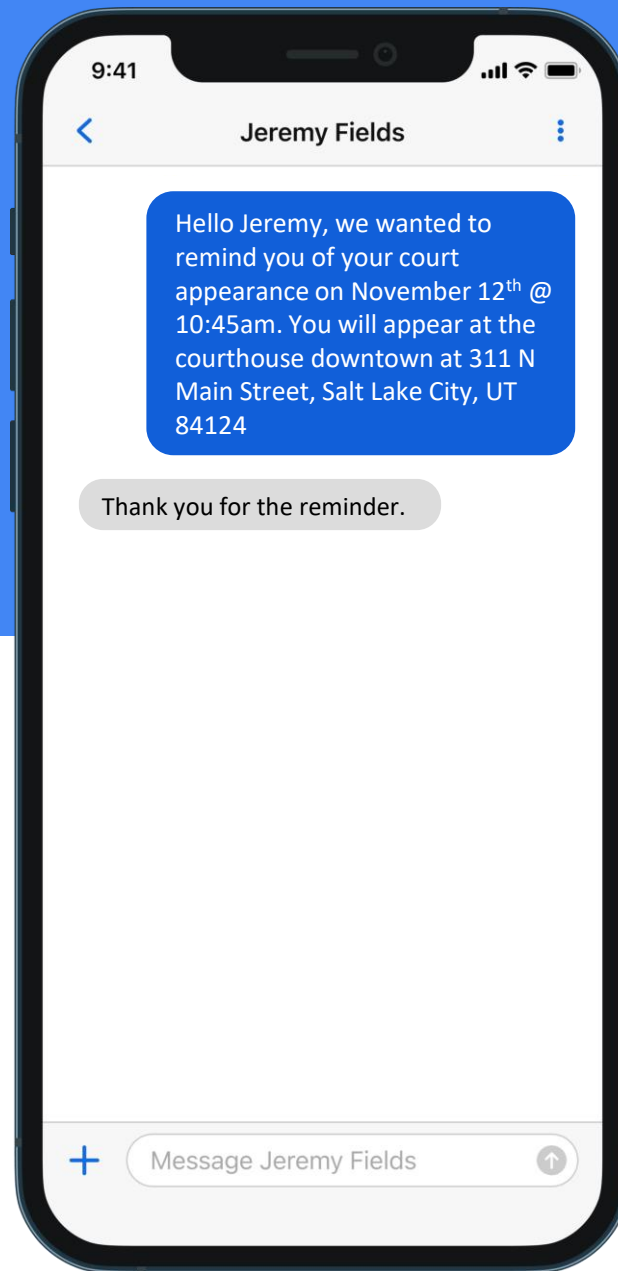 9:41
Jeremy Fields
Hello Jeremy, we wanted to
remind you of your court
appearance on November 12th @
10:45am. You will appear at the
courthouse downtown at 311 N
Main Street, Salt Lake City, UT
84124
Thank you for the reminder.
Message Jeremy Fields